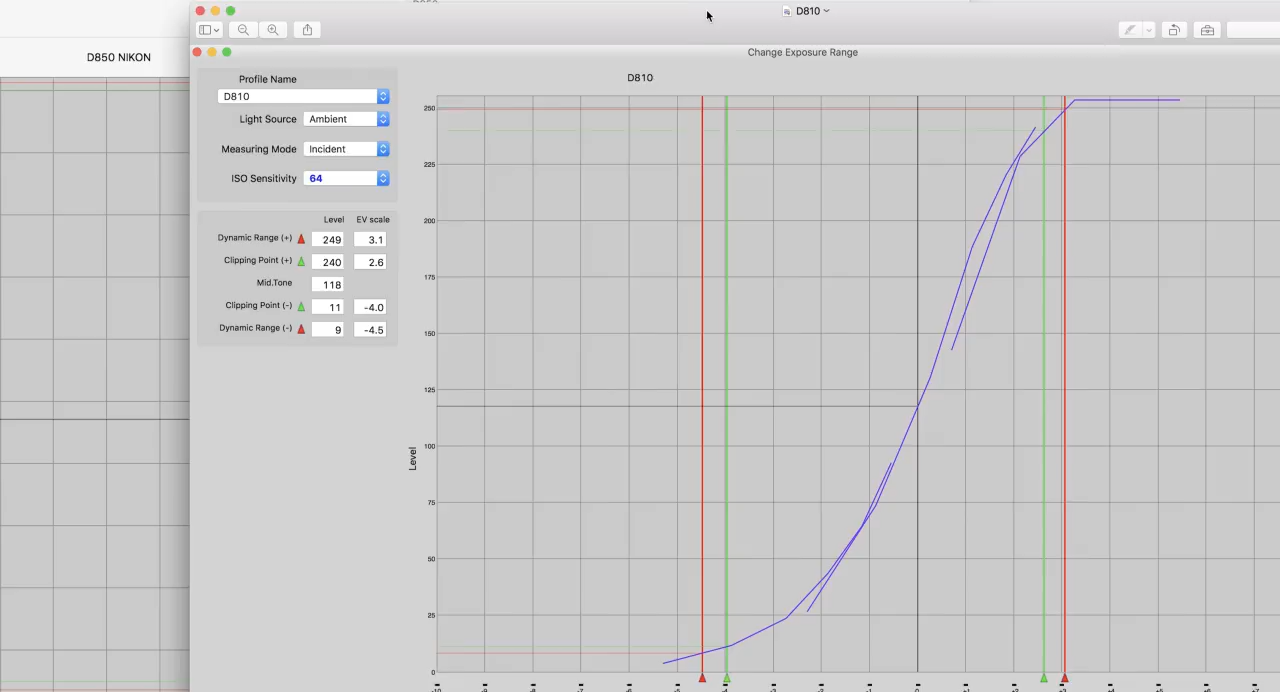 D810
D850 NIKON
Change Exposure Range
Profile Name
D810
Light Source Ambient
Measuring Mode Incident
ISO Sensitivity 64
Level EV scale
Dynamic Range (+) 249 3.1
Clipping Point (+) 240 2.6
Mid.Tone 118
Clipping Point (-) 11 -4.0
Dynamic Range (-) 9 -4.5
D810
250
225
200
175
150
125
100
75
50
25
0
Level